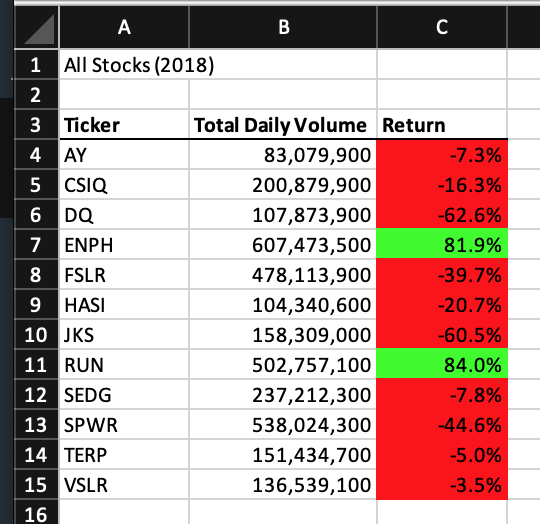 A B C
1 All Stocks (2018)
2
3 Ticker Total Daily Volume Return
4 AY 83,079,900 -7.3%
5 CSIQ 200,879,900 -16.3%
6 DQ 107,873,900 -62.6%
7 ENPH 607,473,500 81.9%
8 FSLR 478,113,900 -39.7%
9 HASI 104,340,600 -20.7%
10 JKS 158,309,000 -60.5%
11 RUN 502,757,100 84.0%
12 SEDG 237,212,300 -7.8%
13 SPWR 538,024,300 -44.6%
14 TERP 151,434,700 -5.0%
15 VSLR 136,539,100 -3.5%
16